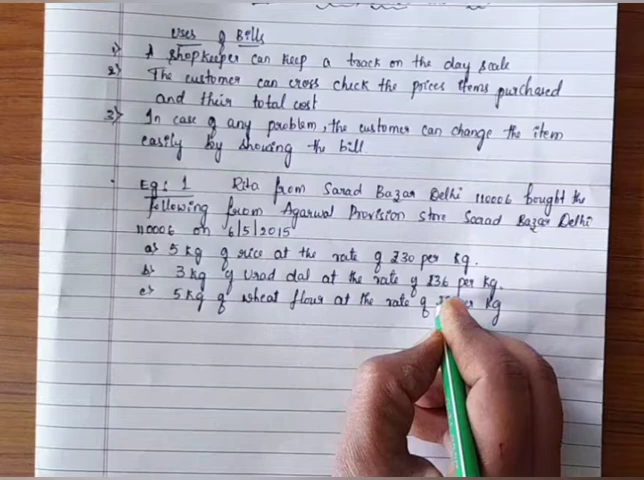 Uses of Bills
1) A shopkeeper can keep a track on the day scale
2) The customer can cross check the prices items purchased
and their total cost
3) In case of any problem, the customer can change the item
easily by showing the bill
Eg: 1 Rita from Sarad Bazar Delhi 110006 bought the
following from Agarwal Provision store Sarad Bazar Delhi
110006 on 6/5/2015
a) 5 kg of rice at the rate of ₹30 per kg.
b) 3 kg of Urad dal at the rate of ₹36 per kg.
c) 5 kg of wheat flour at the rate of per kg